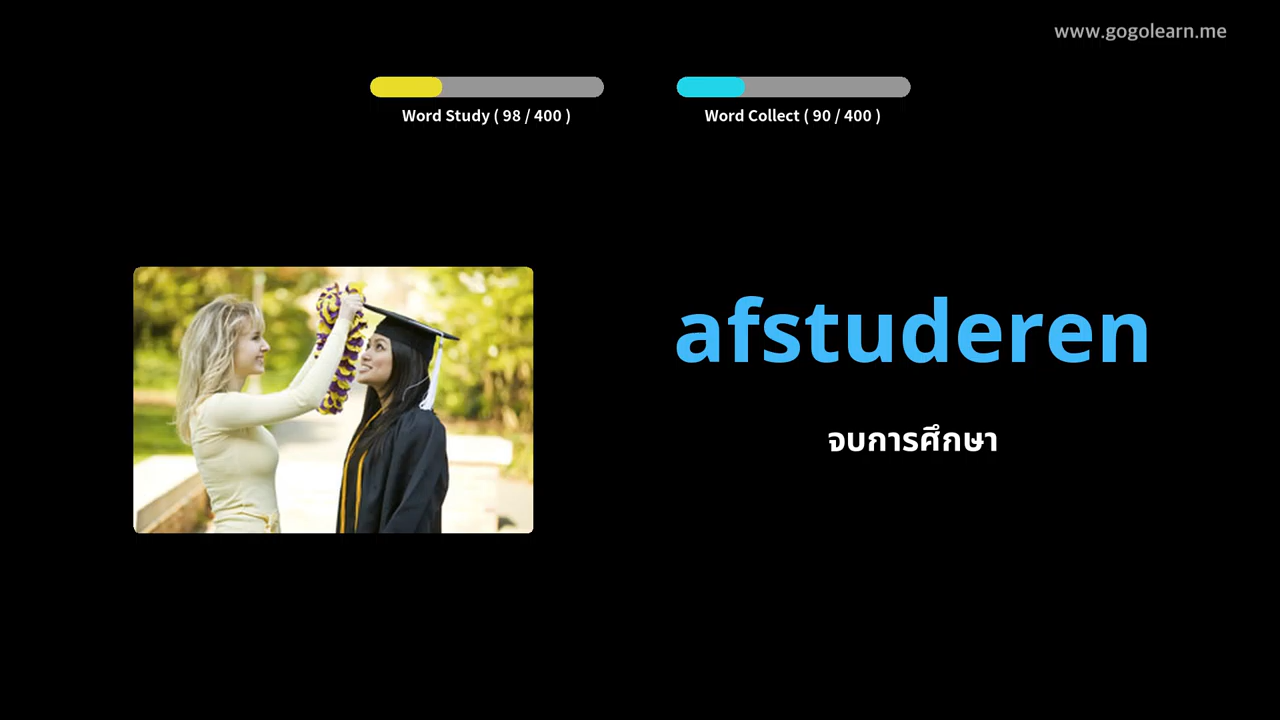 www.gogolearn.me
Word Study ( 98 / 400 )
Word Collect ( 90 / 400 )
afstuderen
จบการศึกษา